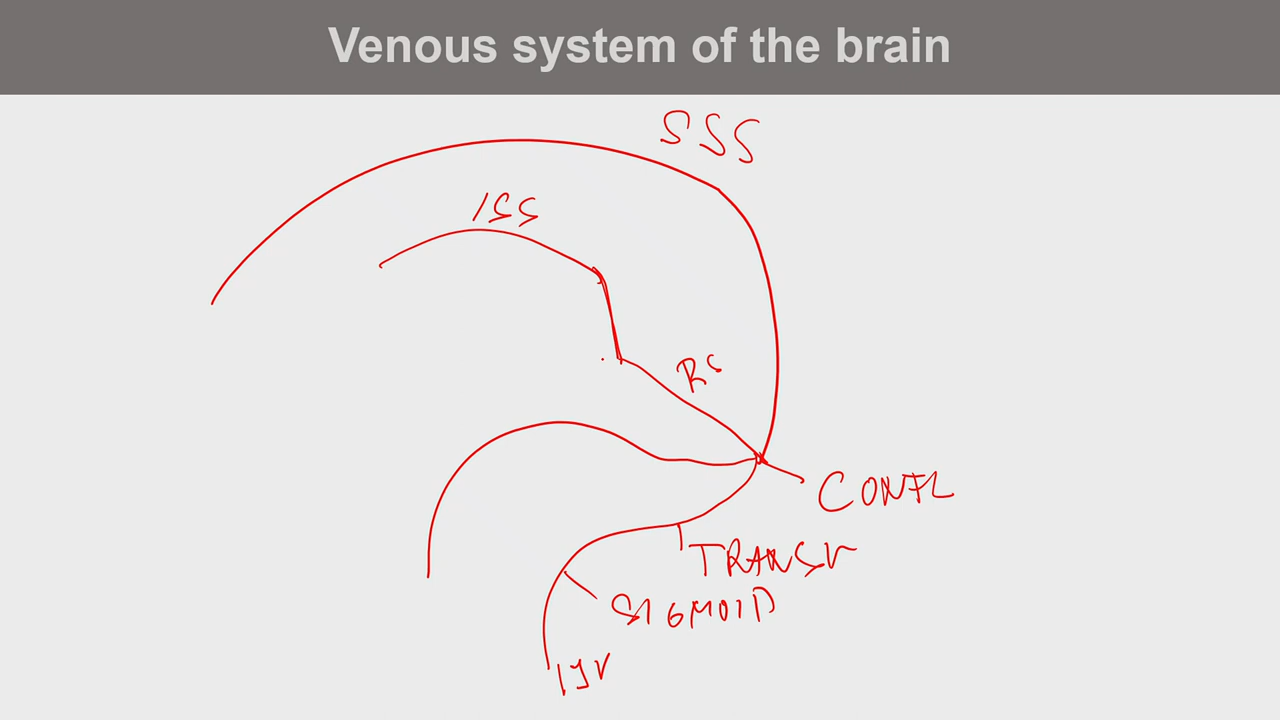 Venous system of the brain
SSS
ISS
RS
CONFL
TRANSV
SIGMOID
IJV